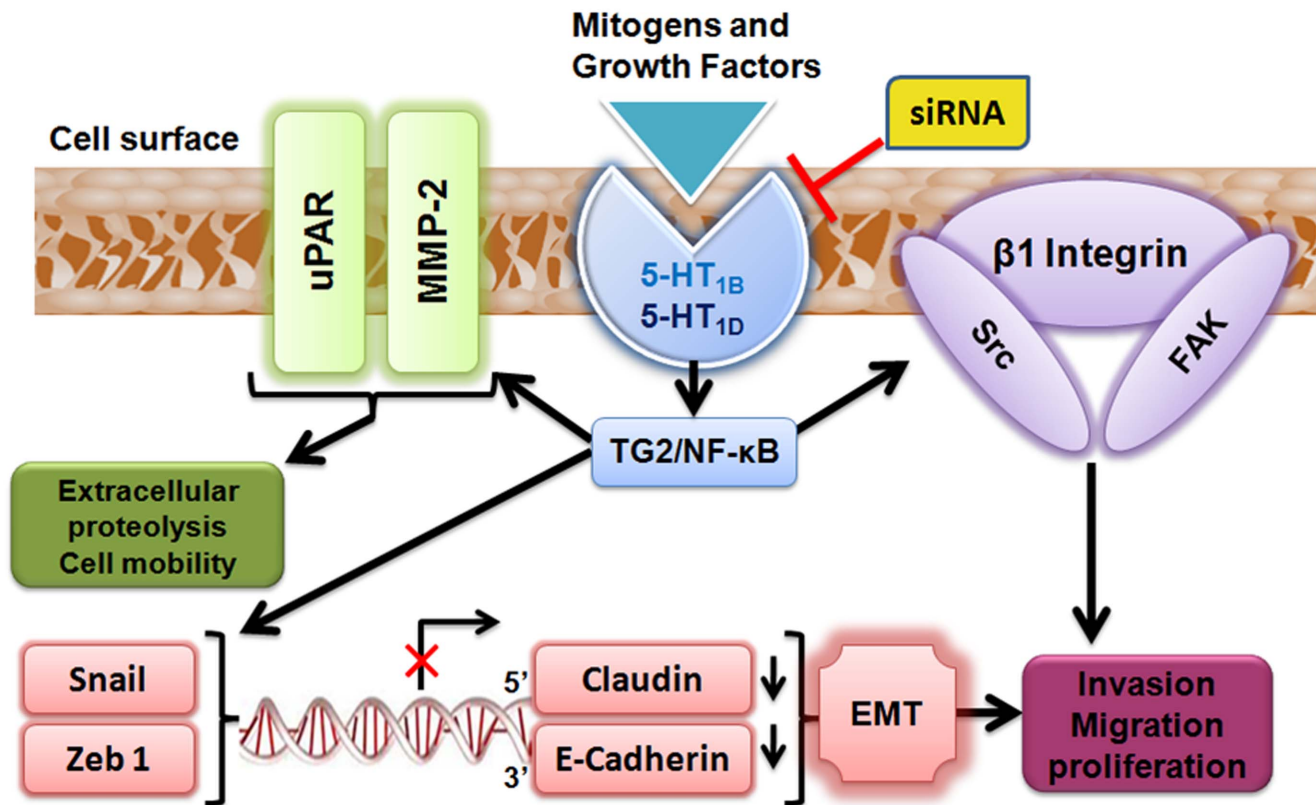 Mitogens and
Growth Factors
siRNA
Cell surface
uPAR
MMP-2
5-HT1B
5-HT1D
β1 Integrin
Src
FAK
TG2/NF-κB
Extracellular
proteolysis
Cell mobility
Snail
Zeb 1
5’
3’
Claudin
E-Cadherin
EMT
Invasion
Migration
proliferation